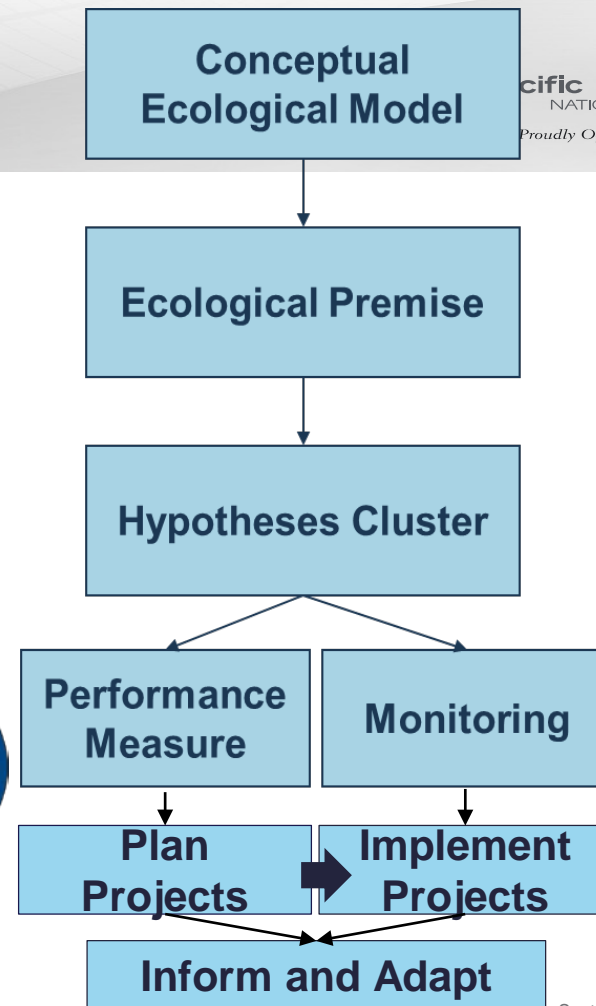 Conceptual
Ecological Model
cific
NATIO
Proudly O
Ecological Premise
Hypotheses Cluster
Performance
Measure
Monitoring
Plan
Projects
Implement
Projects
Inform and Adapt